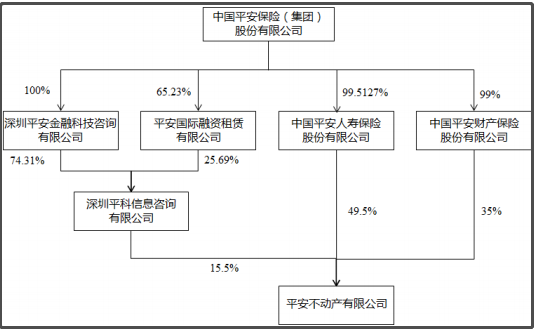 中国平安保险（集团）
股份有限公司
100%
65.23%
99.5127%
99%
深圳平安金融科技咨询
有限公司
平安国际融资租赁
有限公司
中国平安人寿保险
股份有限公司
中国平安财产保险
股份有限公司
74.31%
25.69%
深圳平科信息咨询
有限公司
49.5%
35%
15.5%
平安不动产有限公司